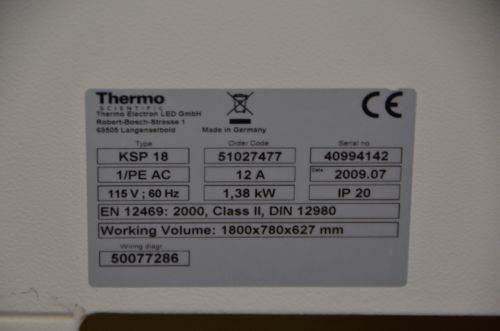 Thermo
SCIENTIFIC
Thermo Electron LED GmbH
Robert-Bosch-Strasse 1
63505 Langenselbold
Made in Germany
CE
Type Order Code Serial no.
KSP 18 51027477 40994142
1/PE AC 12 A Date 2009.07
115 V ; 60 Hz 1,38 kW IP 20
EN 12469: 2000, Class II, DIN 12980
Working Volume: 1800x780x627 mm
Wiring diagr.
50077286